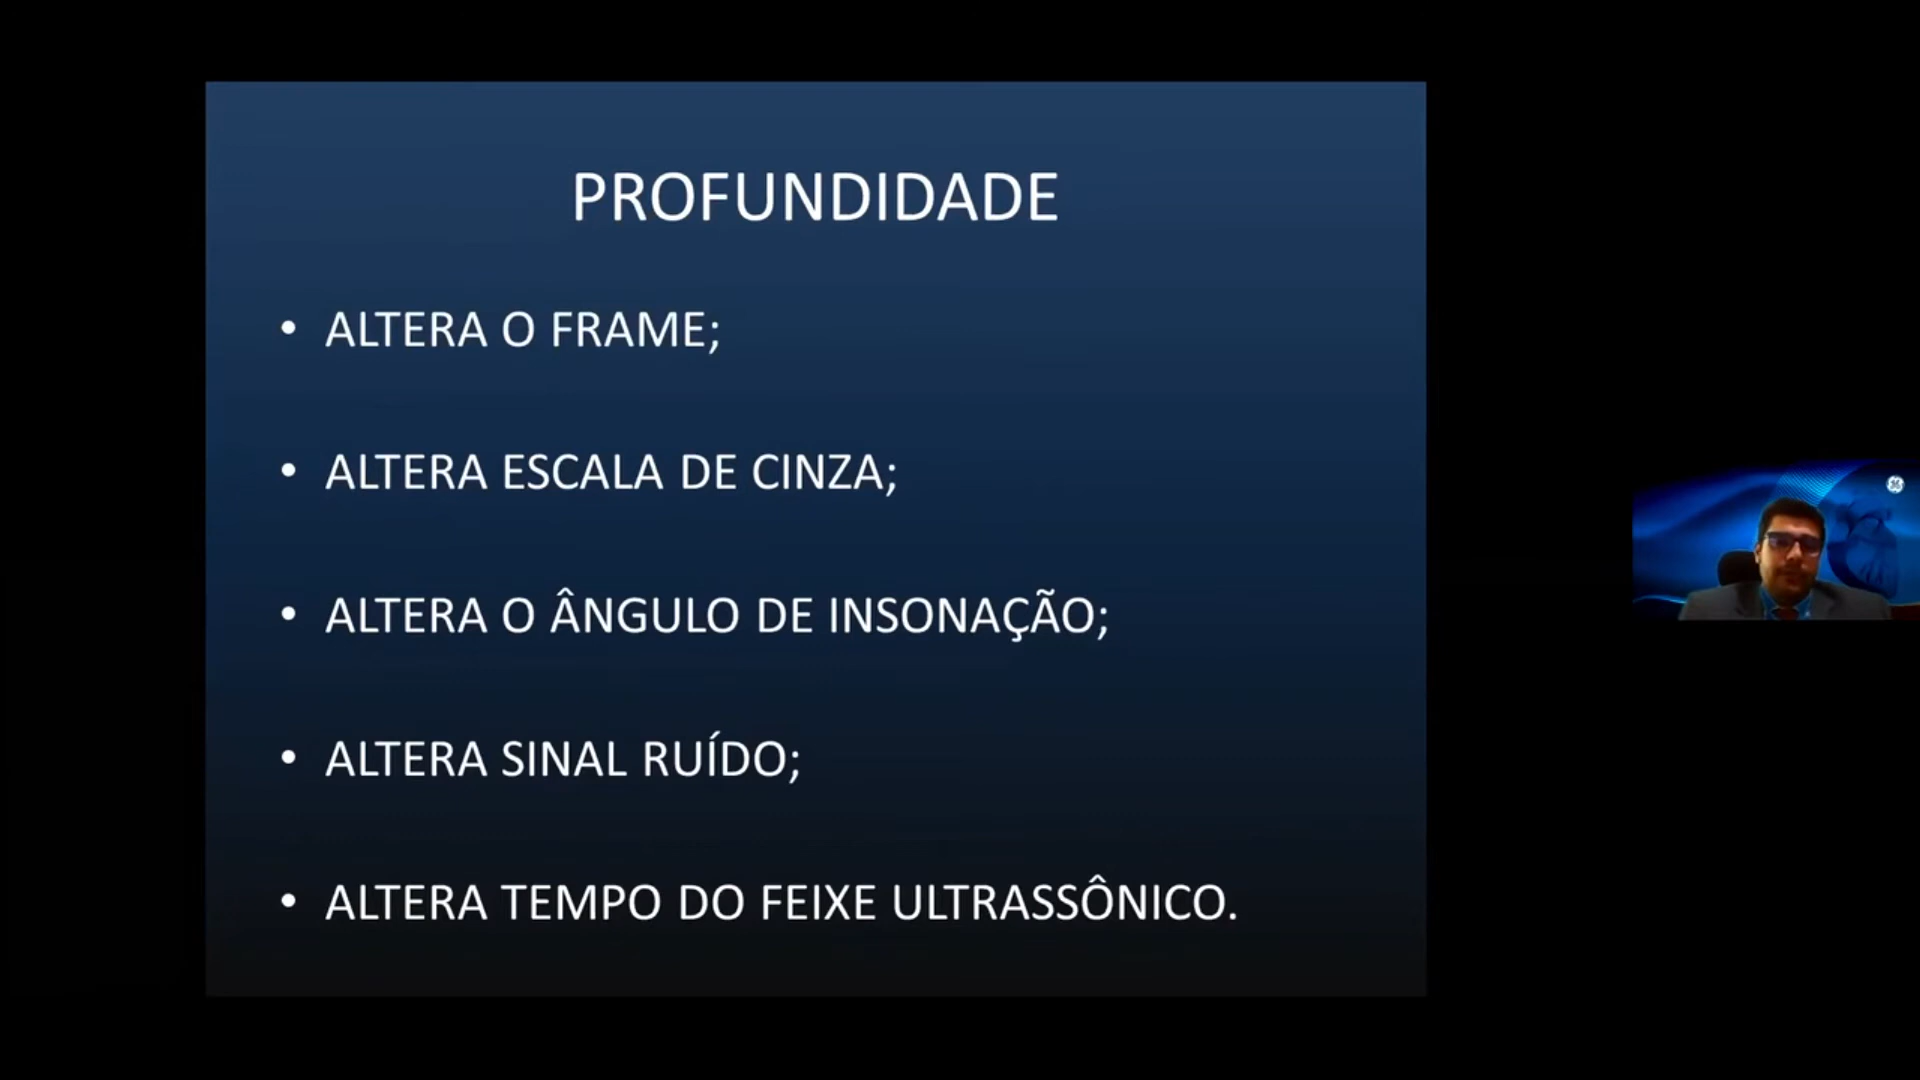 PROFUNDIDADE
• ALTERA O FRAME;
• ALTERA ESCALA DE CINZA;
• ALTERA O ÂNGULO DE INSONAÇÃO;
• ALTERA SINAL RUÍDO;
• ALTERA TEMPO DO FEIXE ULTRASSÔNICO.